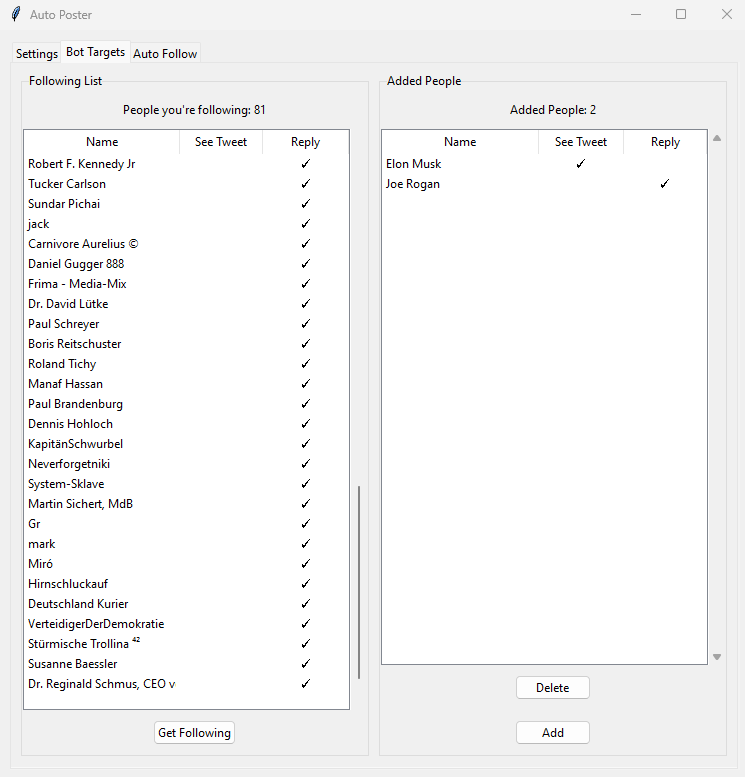 Auto Poster
Settings Bot Targets Auto Follow
Following List
People you're following: 81
Name See Tweet Reply
Robert F. Kennedy Jr ✓
Tucker Carlson ✓
Sundar Pichai ✓
jack ✓
Carnivore Aurelius © ✓
Daniel Gugger 888 ✓
Frima - Media-Mix ✓
Dr. David Lütke ✓
Paul Schreyer ✓
Boris Reitschuster ✓
Roland Tichy ✓
Manaf Hassan ✓
Paul Brandenburg ✓
Dennis Hohloch ✓
KapitänSchwurbel ✓
Neverforgetniki ✓
System-Sklave ✓
Martin Sichert, MdB ✓
Gr ✓
mark ✓
Miró ✓
Hirnschluckauf ✓
Deutschland Kurier ✓
VerteidigerDerDemokratie ✓
Stürmische Trollina ⁴² ✓
Susanne Baessler ✓
Dr. Reginald Schmus, CEO v ✓
Get Following
Added People
Added People: 2
Name See Tweet Reply
Elon Musk ✓
Joe Rogan ✓
Delete
Add